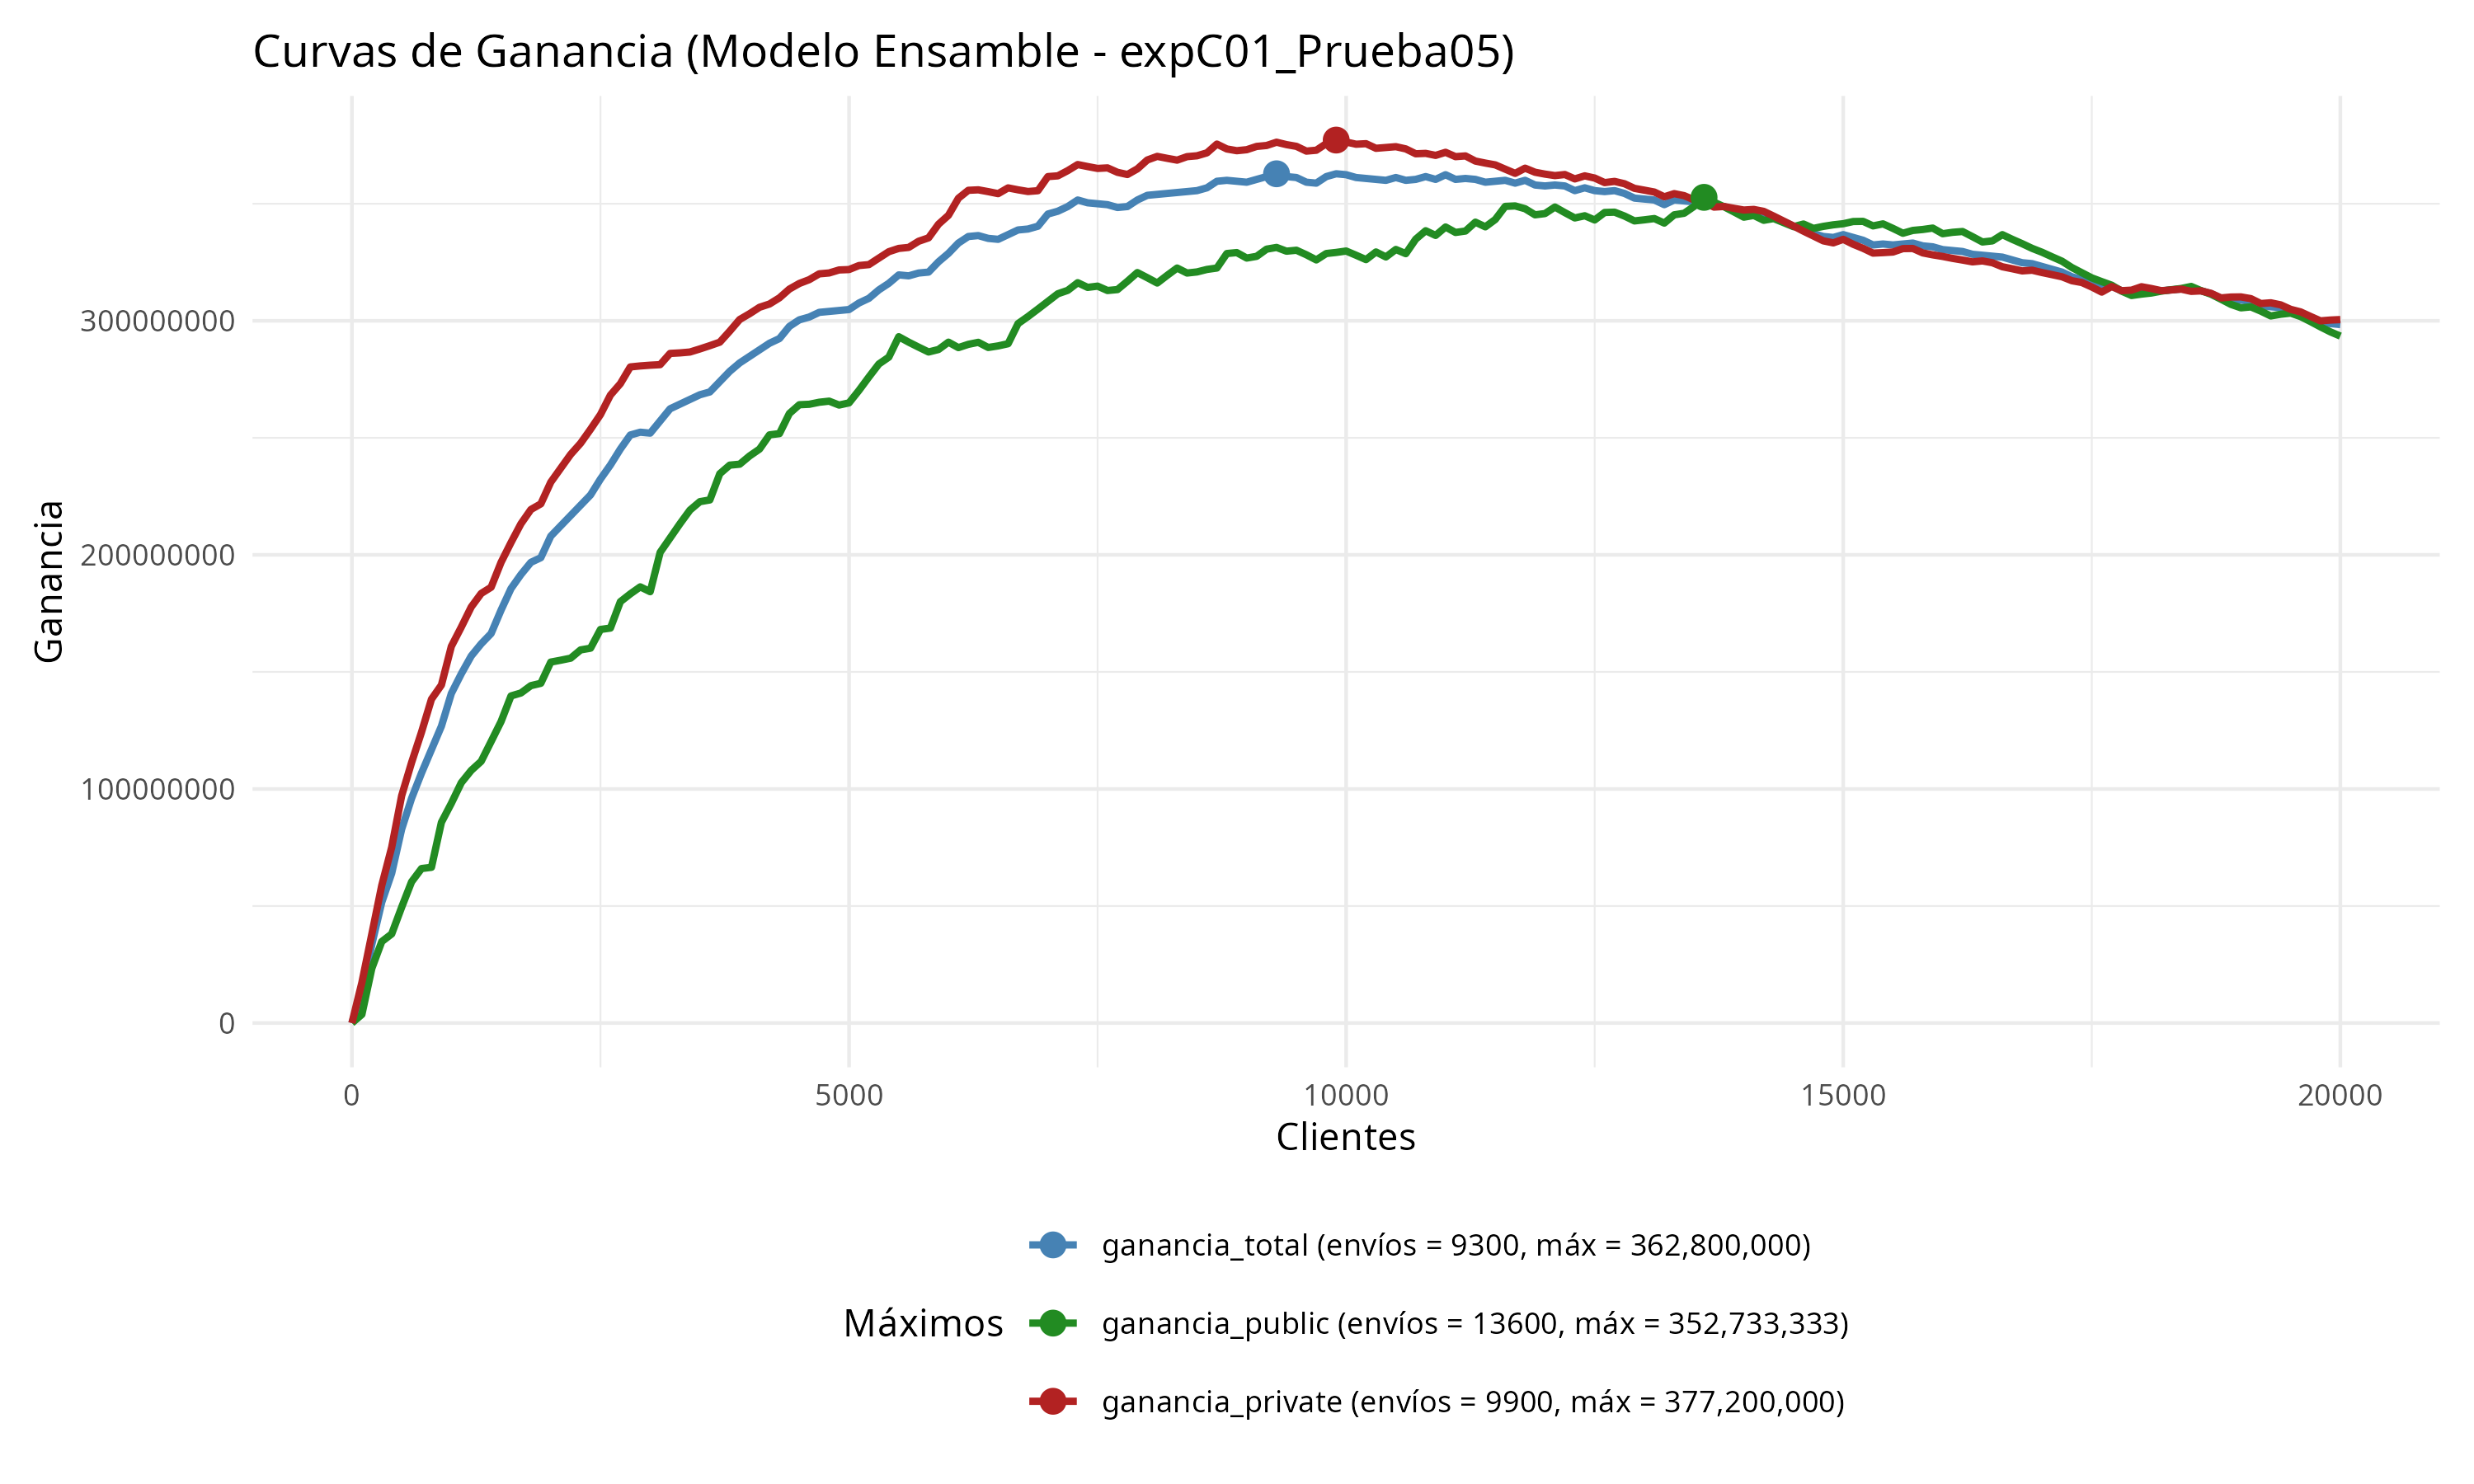 Curvas de Ganancia (Modelo Ensamble - expC01_Prueba05)
Ganancia
300000000
200000000
100000000
0
0 5000 10000 15000 20000
Clientes
Máximos
ganancia_total (envíos = 9300, máx = 362,800,000)
ganancia_public (envíos = 13600, máx = 352,733,333)
ganancia_private (envíos = 9900, máx = 377,200,000)